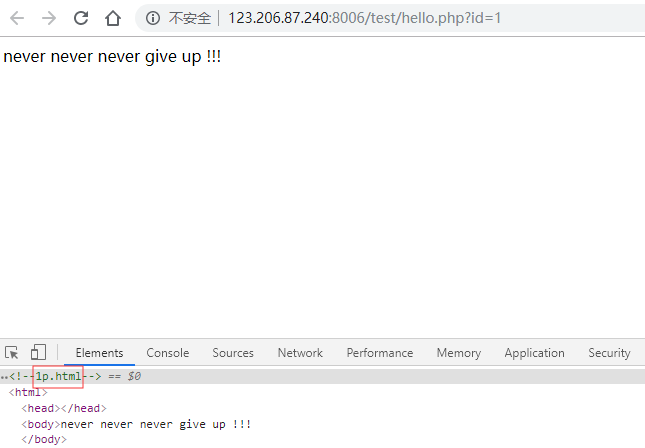 不安全 123.206.87.240:8006/test/hello.php?id=1
never never never give up !!!
Elements Console Sources Network Performance Memory Application Security
<!--1p.html--> == $0
<html>
<head></head>
<body>never never never give up !!!
</body>